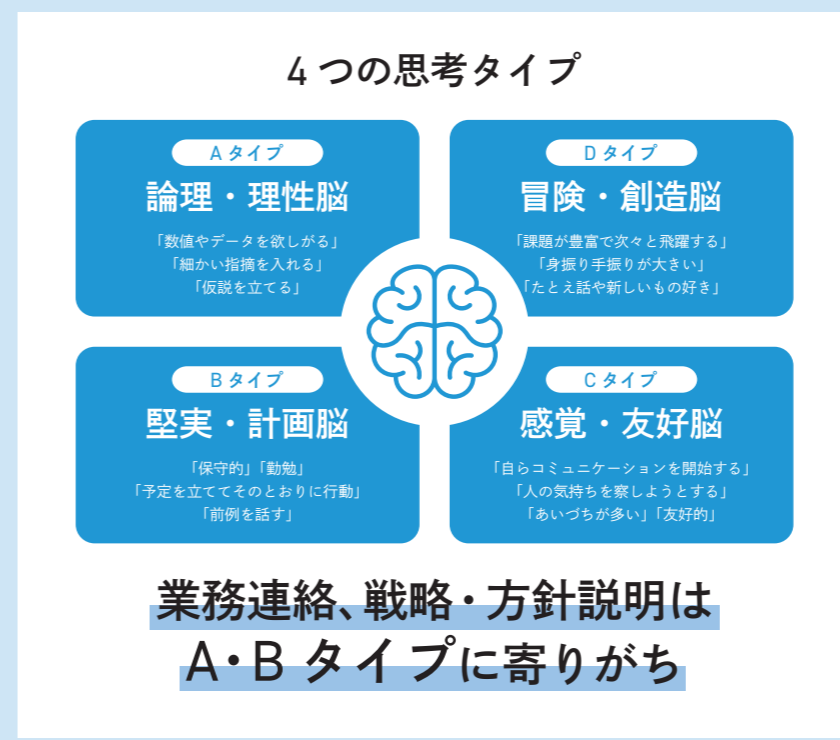 4つの思考タイプ
Aタイプ
論理・理性脳
「数値やデータを欲しがる」
「細かい指摘を入れる」
「仮説を立てる」
Dタイプ
冒険・創造脳
「課題が豊富で次々と飛躍する」
「身振り手振りが大きい」
「たとえ話や新しいもの好き」
Bタイプ
堅実・計画脳
「保守的」「勤勉」
「予定を立ててそのとおりに行動」
「前例を話す」
Cタイプ
感覚・友好脳
「自らコミュニケーションを開始する」
「人の気持ちを察しようとする」
「あいづちが多い」「友好的」
業務連絡、戦略・方針説明は
A・Bタイプに寄りがち